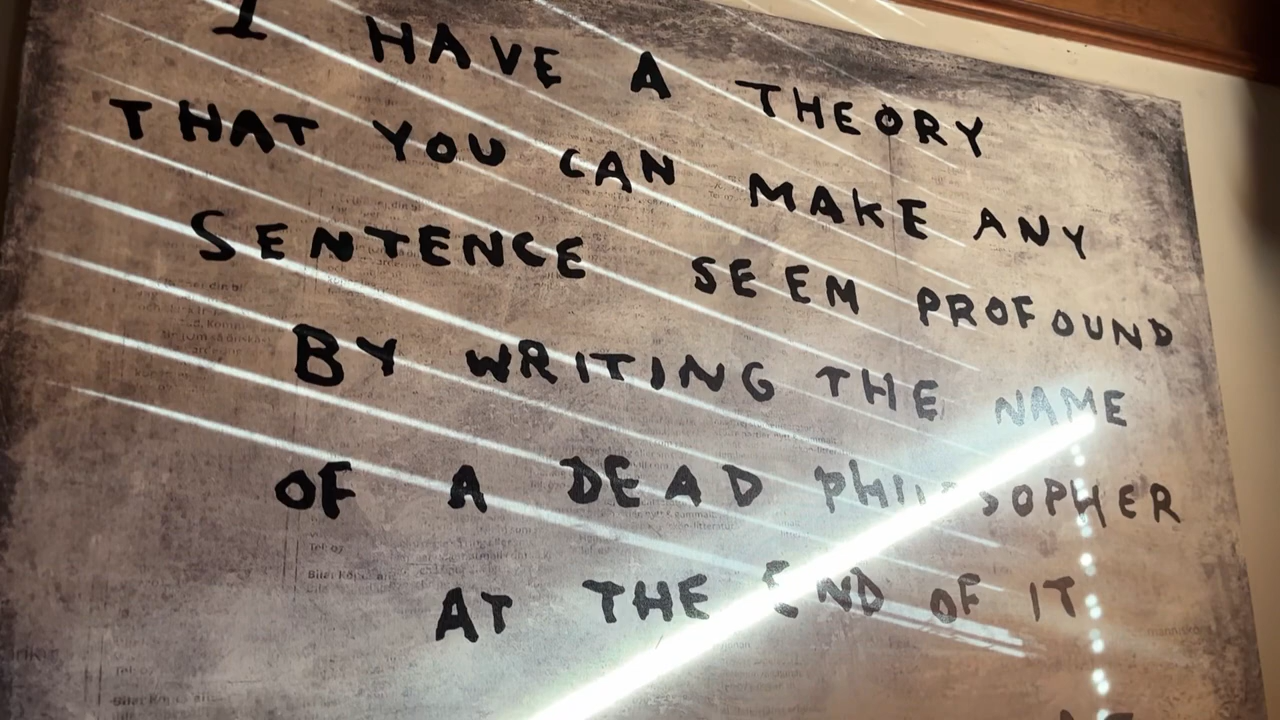 I HAVE A THEORY
THAT YOU CAN MAKE ANY
SENTENCE SEEM PROFOUND
BY WRITING THE NAME
OF A DEAD PHILOSOPHER
AT THE END OF IT